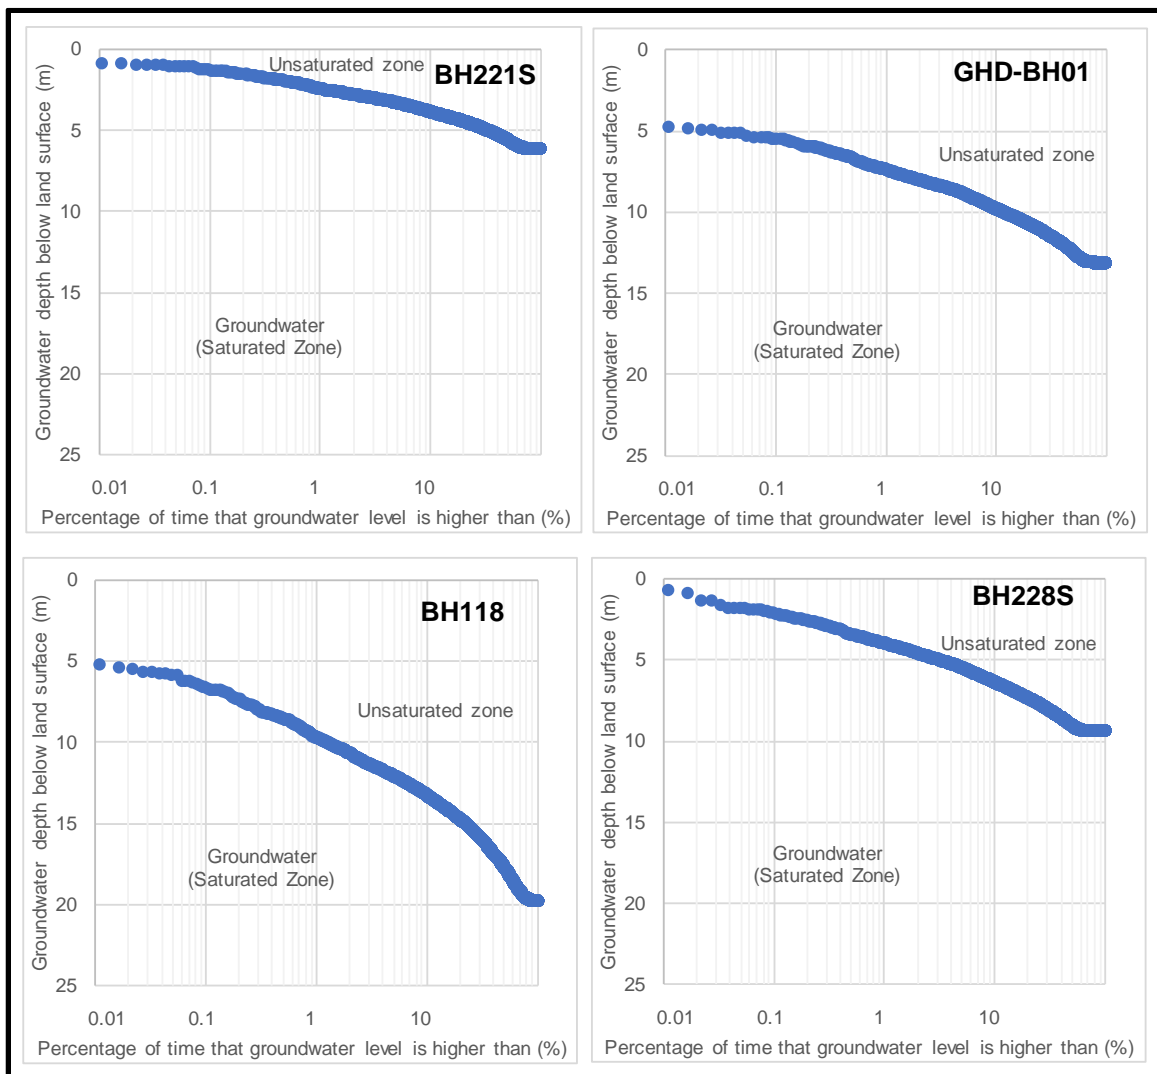 BH221S
Unsaturated zone
Groundwater
(Saturated Zone)
Groundwater depth below land surface (m)
0
5
10
15
20
25
0.01 0.1 1 10
Percentage of time that groundwater level is higher than (%)
GHD-BH01
Unsaturated zone
Groundwater
(Saturated Zone)
Groundwater depth below land surface (m)
0
5
10
15
20
25
0.01 0.1 1 10
Percentage of time that groundwater level is higher than (%)
BH118
Unsaturated zone
Groundwater
(Saturated Zone)
Groundwater depth below land surface (m)
0
5
10
15
20
25
0.01 0.1 1 10
Percentage of time that groundwater level is higher than (%)
BH228S
Unsaturated zone
Groundwater
(Saturated Zone)
Groundwater depth below land surface (m)
0
5
10
15
20
25
0.01 0.1 1 10
Percentage of time that groundwater level is higher than (%)